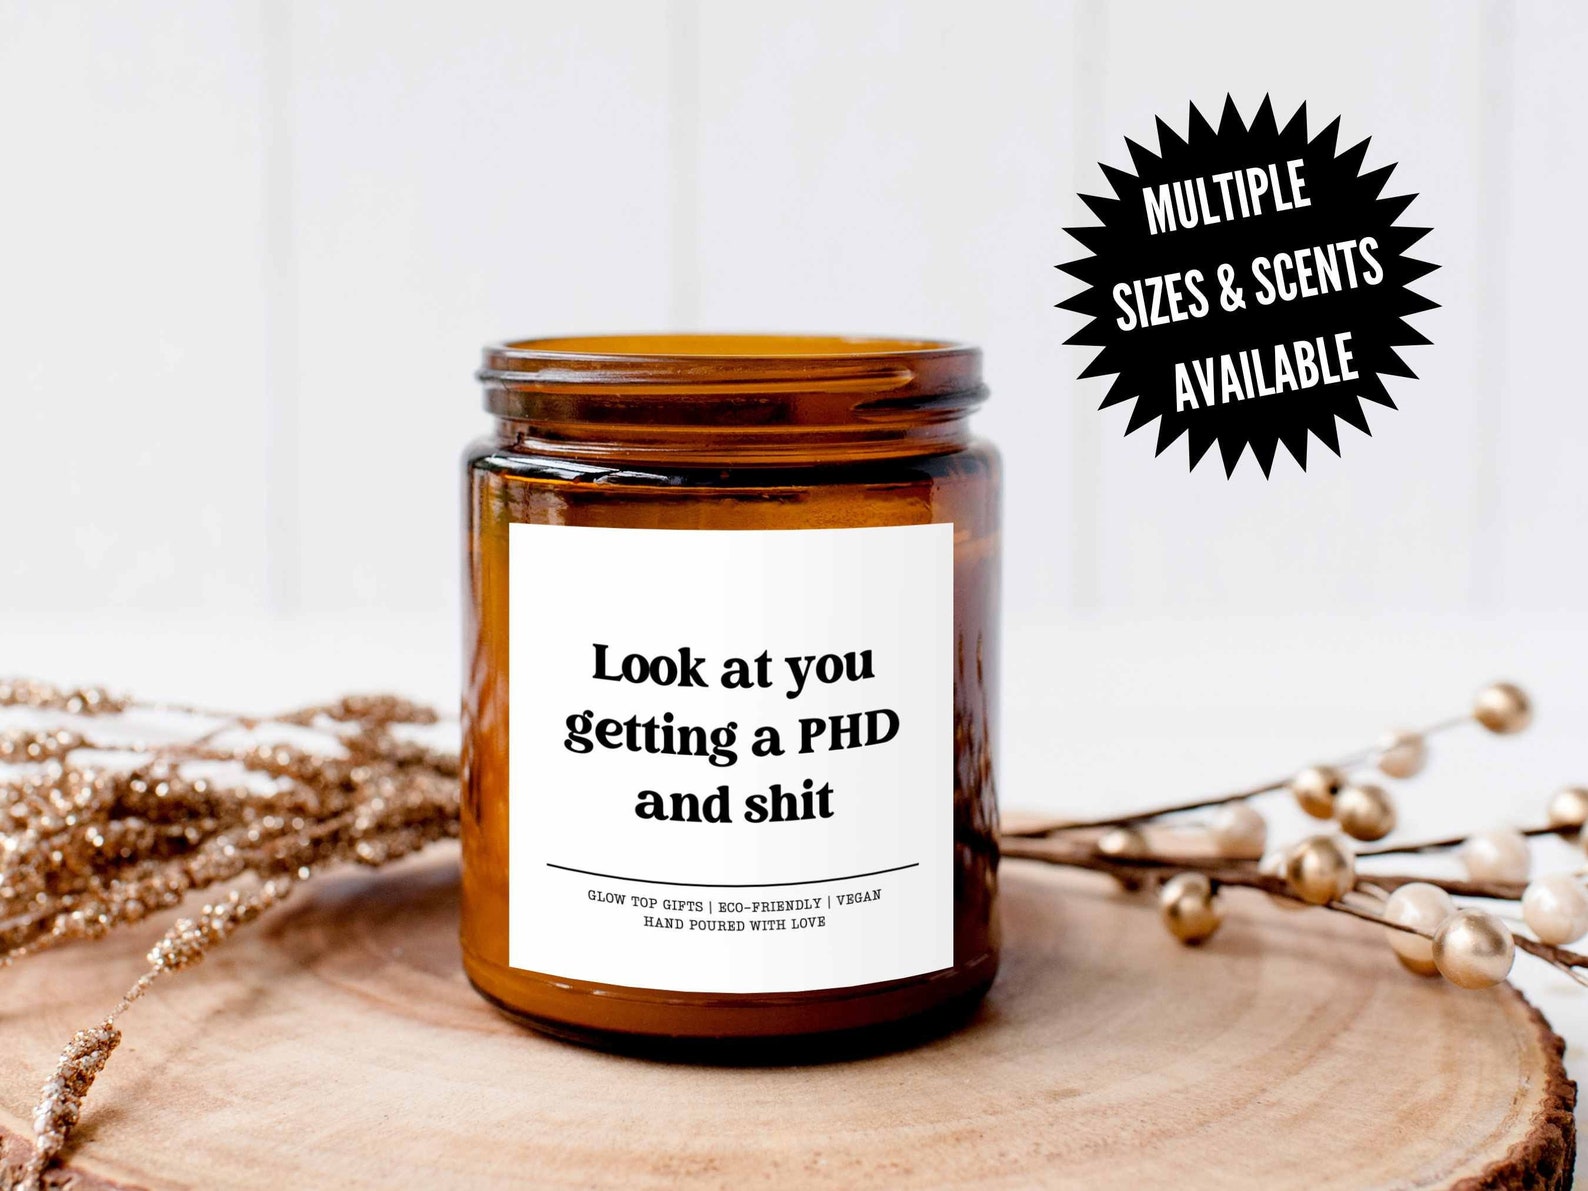 MULTIPLE
SIZES & SCENTS
AVAILABLE
Look at you
getting a PHD
and shit
GLOW TOP GIFTS | ECO-FRIENDLY | VEGAN
HAND POURED WITH LOVE